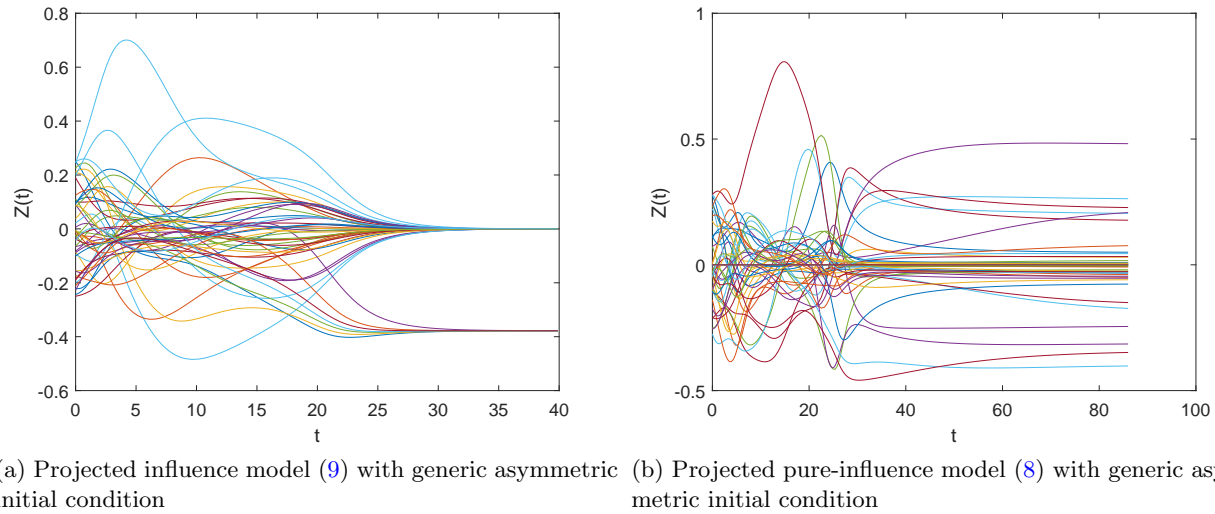 0.8
0.6
0.4
0.2
0
-0.2
-0.4
-0.6
Z(t)
0 5 10 15 20 25 30 35 40
t
1
0.5
0
-0.5
Z(t)
0 20 40 60 80 100
t
a) Projected influence model (9) with generic asymmetric
initial condition
(b) Projected pure-influence model (8) with generic asy
metric initial condition